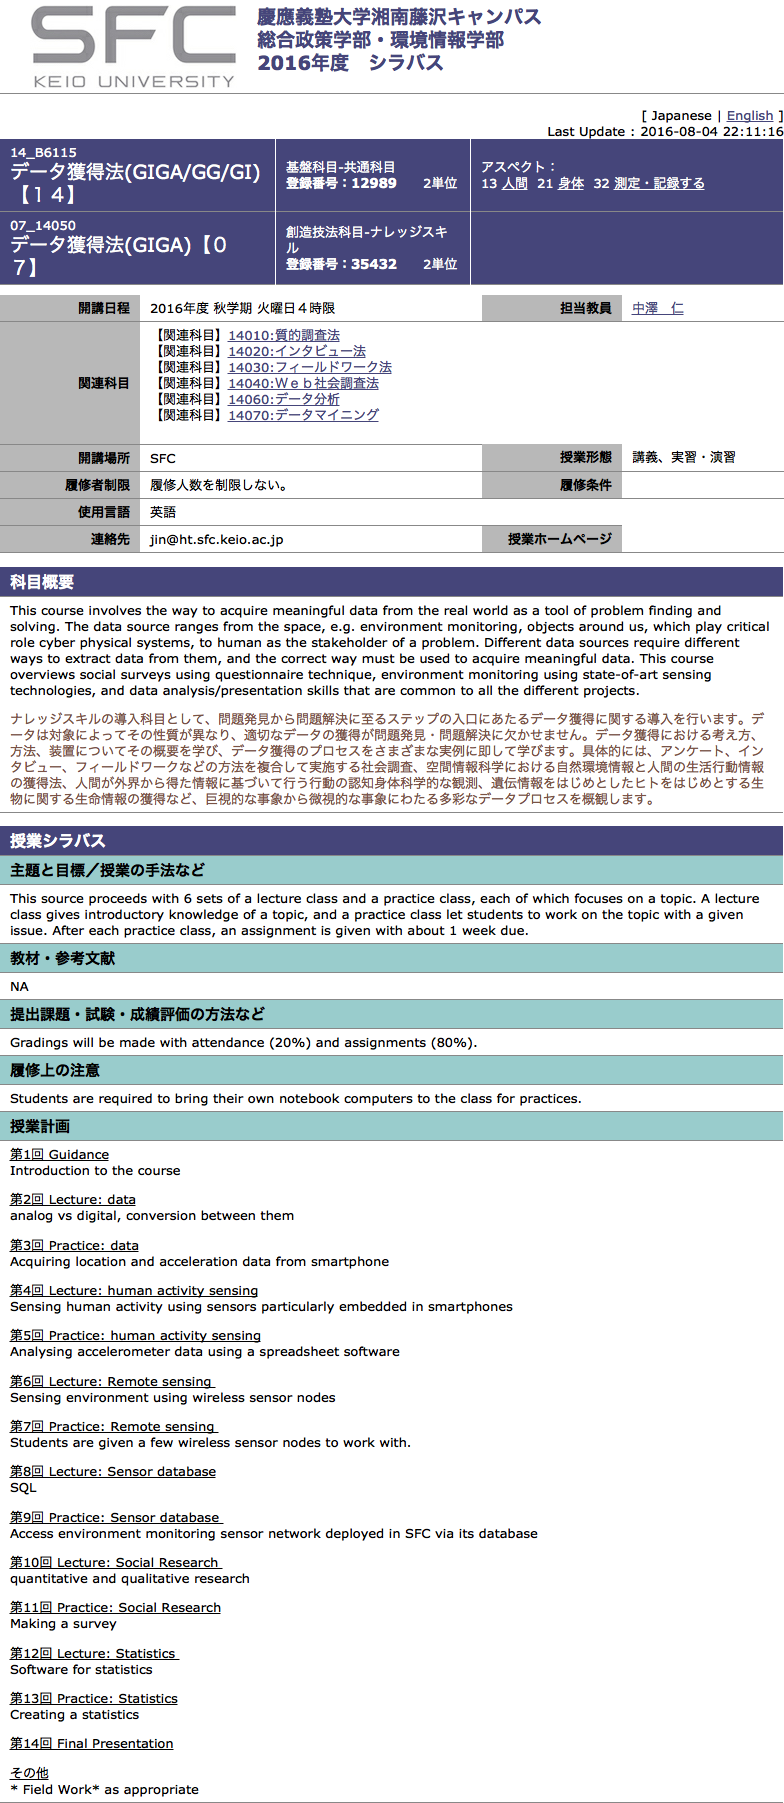 SFC
KEIO UNIVERSITY
慶應義塾大学湘南藤沢キャンパス
総合政策学部・環境情報学部
2016年度　シラバス
[ Japanese | English ]
Last Update : 2016-08-04 22:11:16
14_B6115
データ獲得法(GIGA/GG/GI)
【１４】
基盤科目-共通科目
登録番号：12989　　2単位
アスペクト：
13 人間 21 身体 32 測定・記録する
07_14050
データ獲得法(GIGA)【０
７】
創造技法科目-ナレッジスキ
ル
登録番号：35432　　2単位
開講日程　2016年度 秋学期 火曜日４時限　担当教員　中澤　仁
関連科目
【関連科目】14010:質的調査法
【関連科目】14020:インタビュー法
【関連科目】14030:フィールドワーク法
【関連科目】14040:Ｗｅｂ社会調査法
【関連科目】14060:データ分析
【関連科目】14070:データマイニング
開講場所　SFC　授業形態　講義、実習・演習
履修者制限　履修人数を制限しない。　履修条件
使用言語　英語
連絡先　jin@ht.sfc.keio.ac.jp　授業ホームページ
科目概要
This course involves the way to acquire meaningful data from the real world as a tool of problem finding and
solving. The data source ranges from the space, e.g. environment monitoring, objects around us, which play critical
role cyber physical systems, to human as the stakeholder of a problem. Different data sources require different
ways to extract data from them, and the correct way must be used to acquire meaningful data. This course
overviews social surveys using questionnaire technique, environment monitoring using state-of-art sensing
technologies, and data analysis/presentation skills that are common to all the different projects.
ナレッジスキルの導入科目として、問題発見から問題解決に至るステップの入口にあたるデータ獲得に関する導入を行います。デ
ータは対象によってその性質が異なり、適切なデータの獲得が問題発見・問題解決に欠かせません。データ獲得における考え方、
方法、装置についてその概要を学び、データ獲得のプロセスをさまざまな実例に即して学びます。具体的には、アンケート、イン
タビュー、フィールドワークなどの方法を複合して実施する社会調査、空間情報科学における自然環境情報と人間の生活行動情報
の獲得法、人間が外界から得た情報に基づいて行う行動の認知身体科学的な観測、遺伝情報をはじめとしたヒトをはじめとする生
物に関する生命情報の獲得など、巨視的な事象から微視的な事象にわたる多彩なデータプロセスを概観します。
授業シラバス
主題と目標／授業の手法など
This source proceeds with 6 sets of a lecture class and a practice class, each of which focuses on a topic. A lecture
class gives introductory knowledge of a topic, and a practice class let students to work on the topic with a given
issue. After each practice class, an assignment is given with about 1 week due.
教材・参考文献
NA
提出課題・試験・成績評価の方法など
Gradings will be made with attendance (20%) and assignments (80%).
履修上の注意
Students are required to bring their own notebook computers to the class for practices.
授業計画
第1回 Guidance
Introduction to the course
第2回 Lecture: data
analog vs digital, conversion between them
第3回 Practice: data
Acquiring location and acceleration data from smartphone
第4回 Lecture: human activity sensing
Sensing human activity using sensors particularly embedded in smartphones
第5回 Practice: human activity sensing
Analysing accelerometer data using a spreadsheet software
第6回 Lecture: Remote sensing
Sensing environment using wireless sensor nodes
第7回 Practice: Remote sensing
Students are given a few wireless sensor nodes to work with.
第8回 Lecture: Sensor database
SQL
第9回 Practice: Sensor database
Access environment monitoring sensor network deployed in SFC via its database
第10回 Lecture: Social Research
quantitative and qualitative research
第11回 Practice: Social Research
Making a survey
第12回 Lecture: Statistics
Software for statistics
第13回 Practice: Statistics
Creating a statistics
第14回 Final Presentation
その他
* Field Work* as appropriate